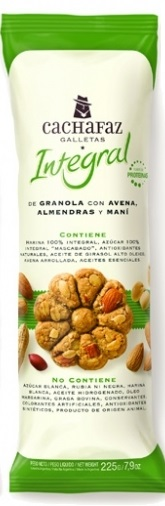 CACHAFAZ
GALLETAS
Integral
DE GRANOLA CON AVENA,
ALMENDRAS Y MANÍ
CONTIENE
HARINA 100% INTEGRAL, AZÚCAR 100%
INTEGRAL "MASCABADO", ANTIOXIDANTES
NATURALES, ACEITE DE GIRASOL ALTO OLEICO,
AVENA ARROLLADA, ACEITES ESENCIALES
NO CONTIENE
AZÚCAR BLANCA, RUBIA NI NEGRA, HARINA
BLANCA, ACEITE HIDROGENADO, OLEO
MARGARINA, GRASA BOVINA, CONSERVANTES
COLORANTES ARTIFICIALES, ANTIOXIDANTES
SINTÉTICOS, PRODUCTO DE ORIGEN ANIMAL
PESO NETO / PESO LÍQUIDO / NET WEIGHT 225g/7.9oz